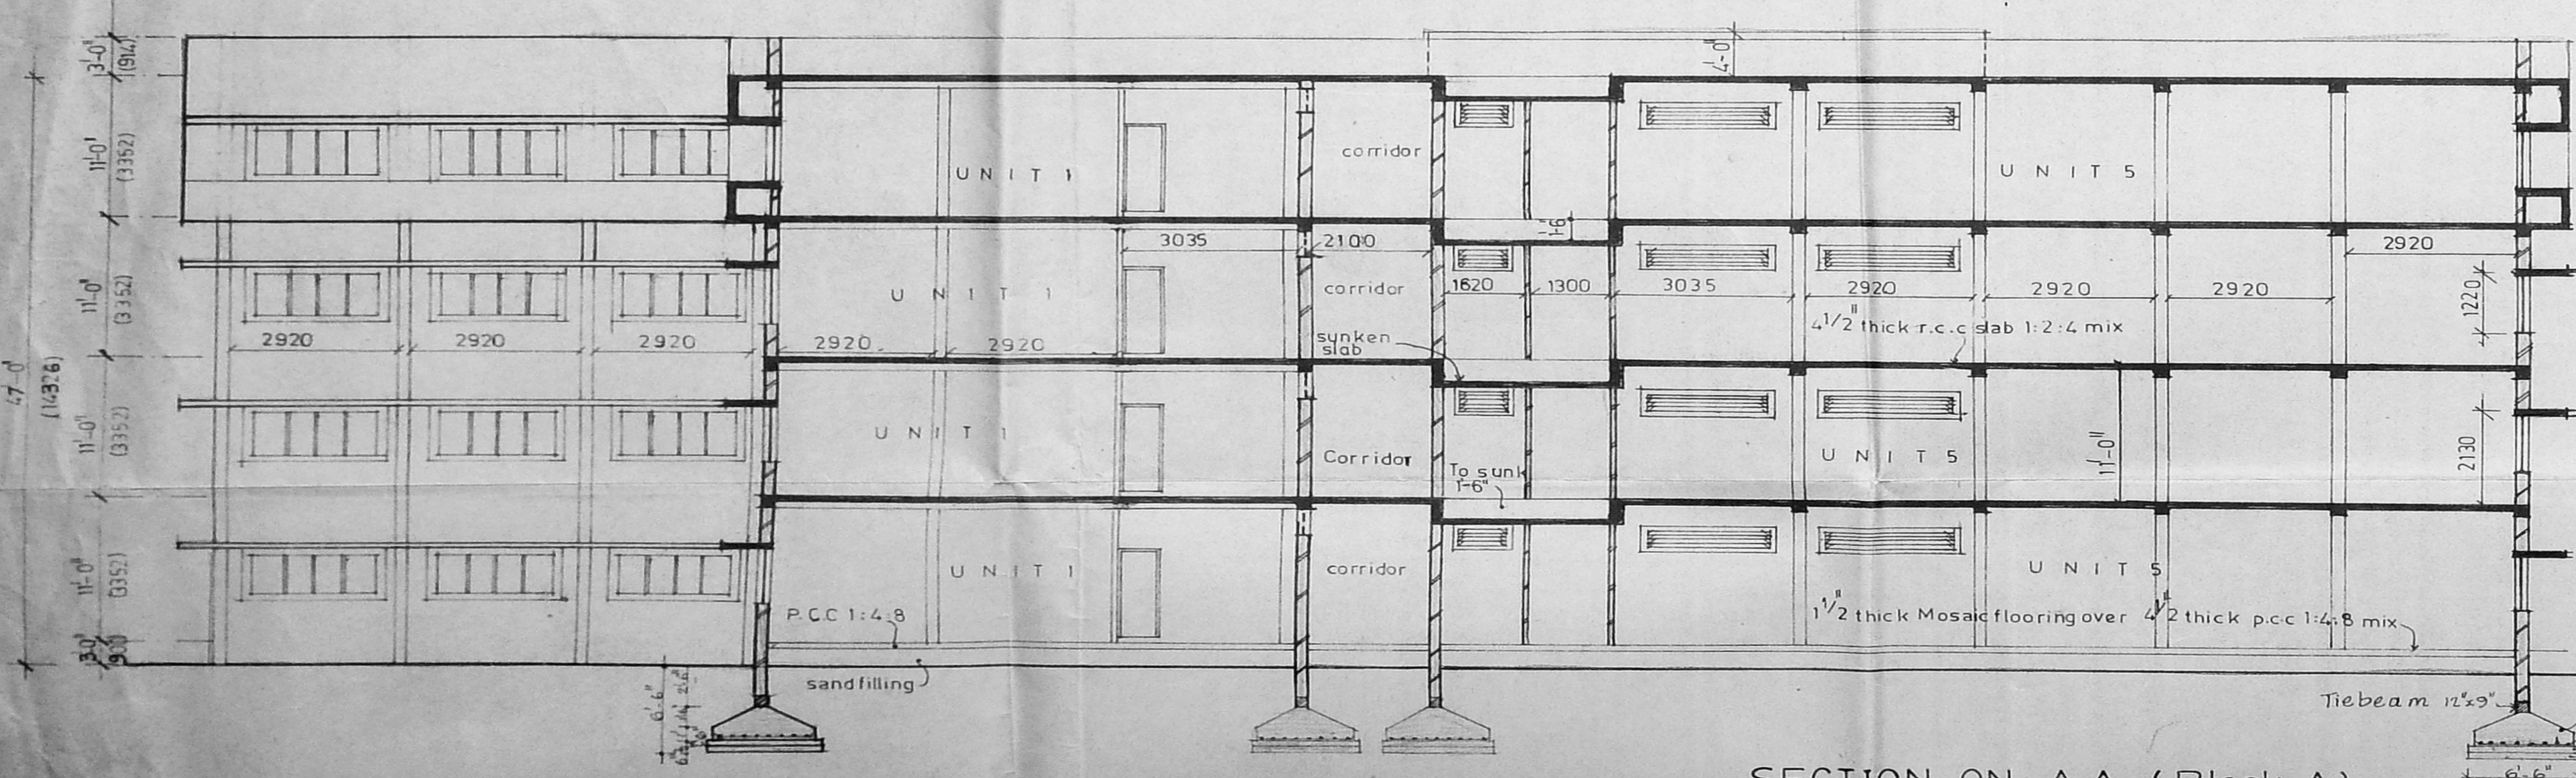 3'-0"
(914)
4'-0"
11'-0"
(3352)
corridor
UNIT 1
UNIT 5
1'-6"
3035
2100
2920
11'-0"
(3352)
UNIT 1
corridor
1620
1300
3035
2920
2920
2920
1220
2920
2920
2920
2920
2920
sunken
slab
4 1/2" thick r.c.c slab 1:2:4 mix
47'-0"
(14326)
11'-0"
(3352)
UNIT 1
Corridor
To sunk
1'-6"
UNIT 5
11'-0"
2130
11'-0"
(3352)
UNIT 1
corridor
UNIT 5
P.C.C 1:4:8
1 1/2" thick Mosaic flooring over 4 1/2" thick p.c.c 1:4:8 mix
3'-0"
900
sandfilling
6'-6"
Tiebeam 12"x9"
SECTION ON AA (Block A)
6'-6"